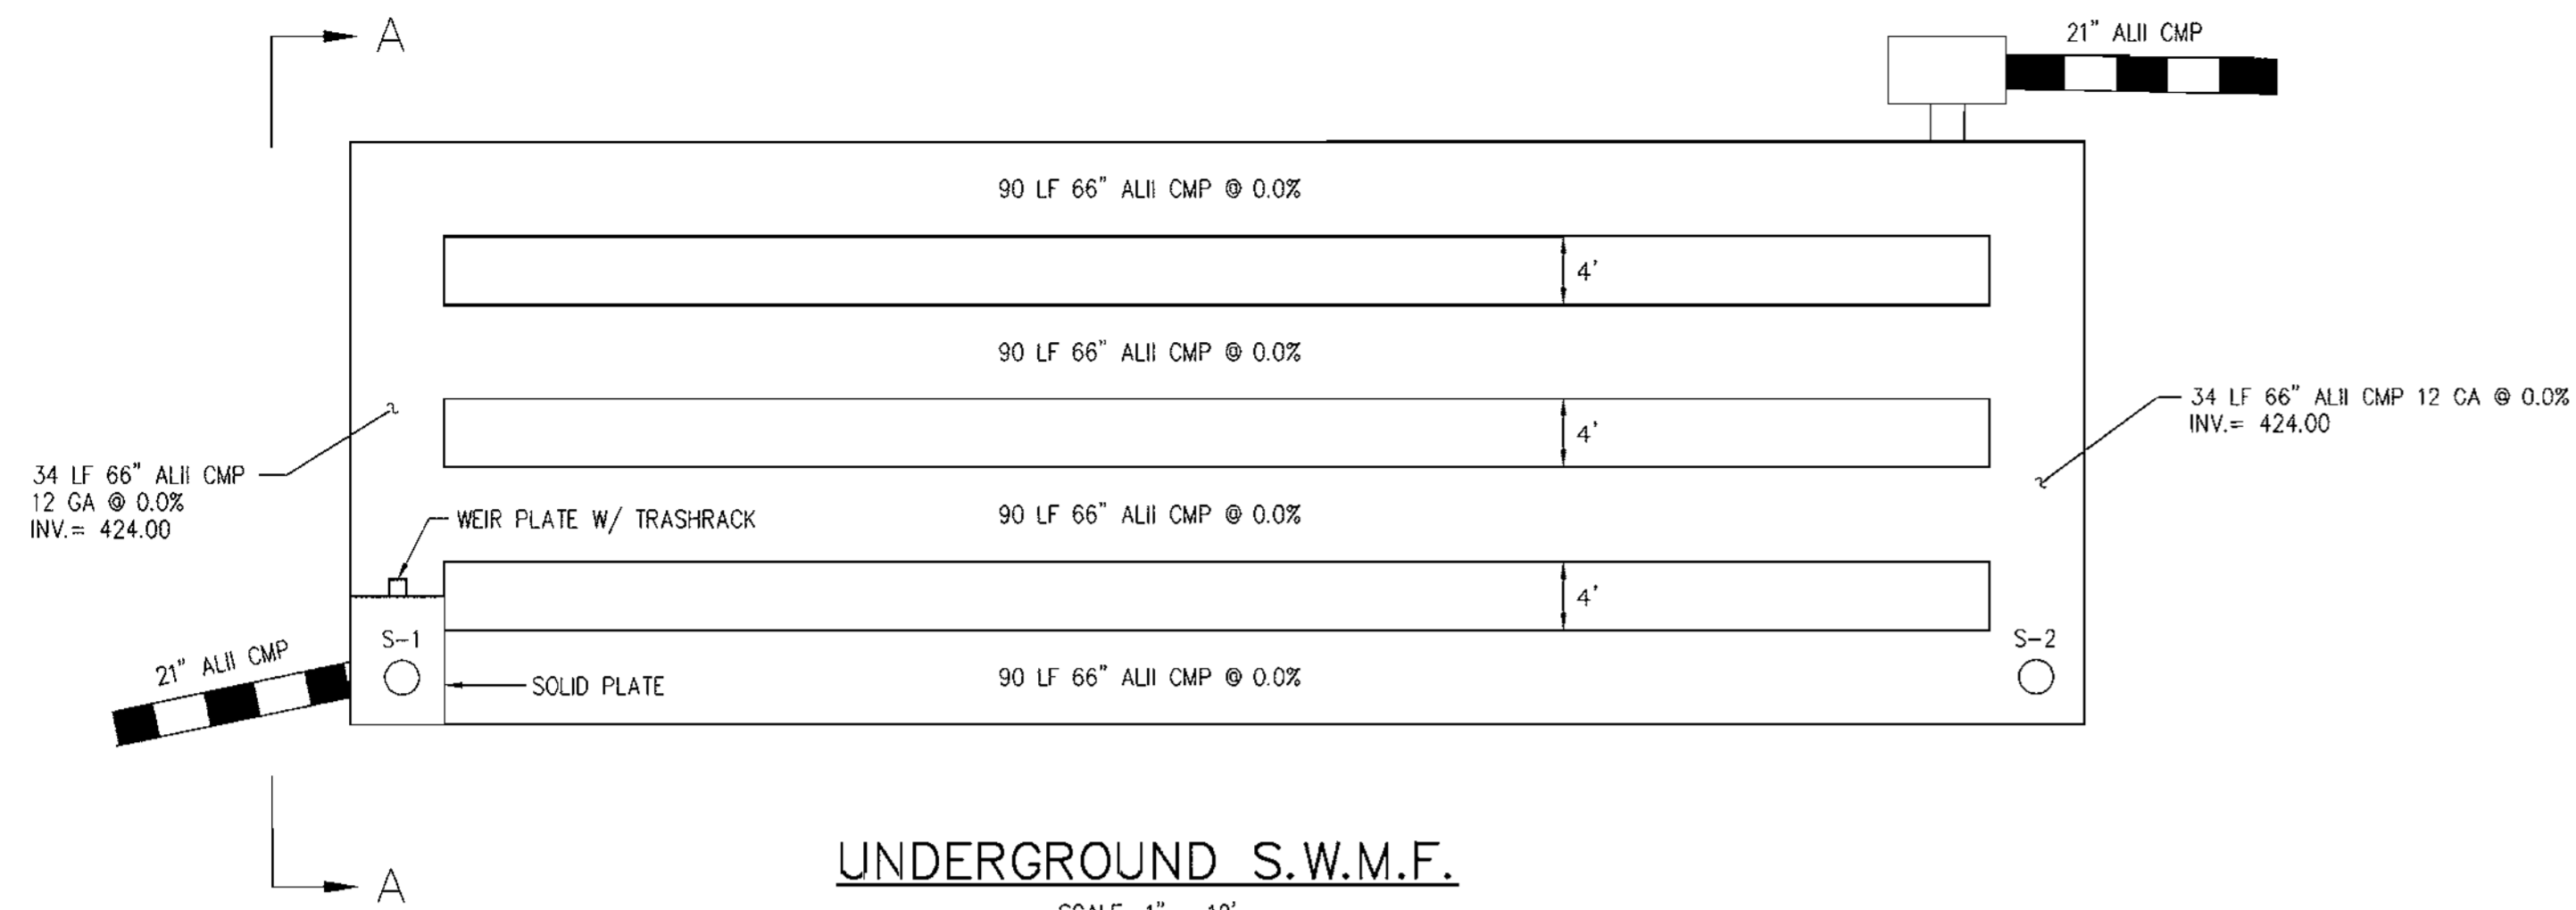 A
21" ALII CMP
90 LF 66" ALII CMP @ 0.0%
4'
90 LF 66" ALII CMP @ 0.0%
34 LF 66" ALII CMP 12 GA @ 0.0%
INV.= 424.00
4'
34 LF 66" ALII CMP
12 GA @ 0.0%
INV.= 424.00
WEIR PLATE W/ TRASHRACK
90 LF 66" ALII CMP @ 0.0%
4'
S-1
S-2
21" ALII CMP
SOLID PLATE
90 LF 66" ALII CMP @ 0.0%
UNDERGROUND S.W.M.F.
A